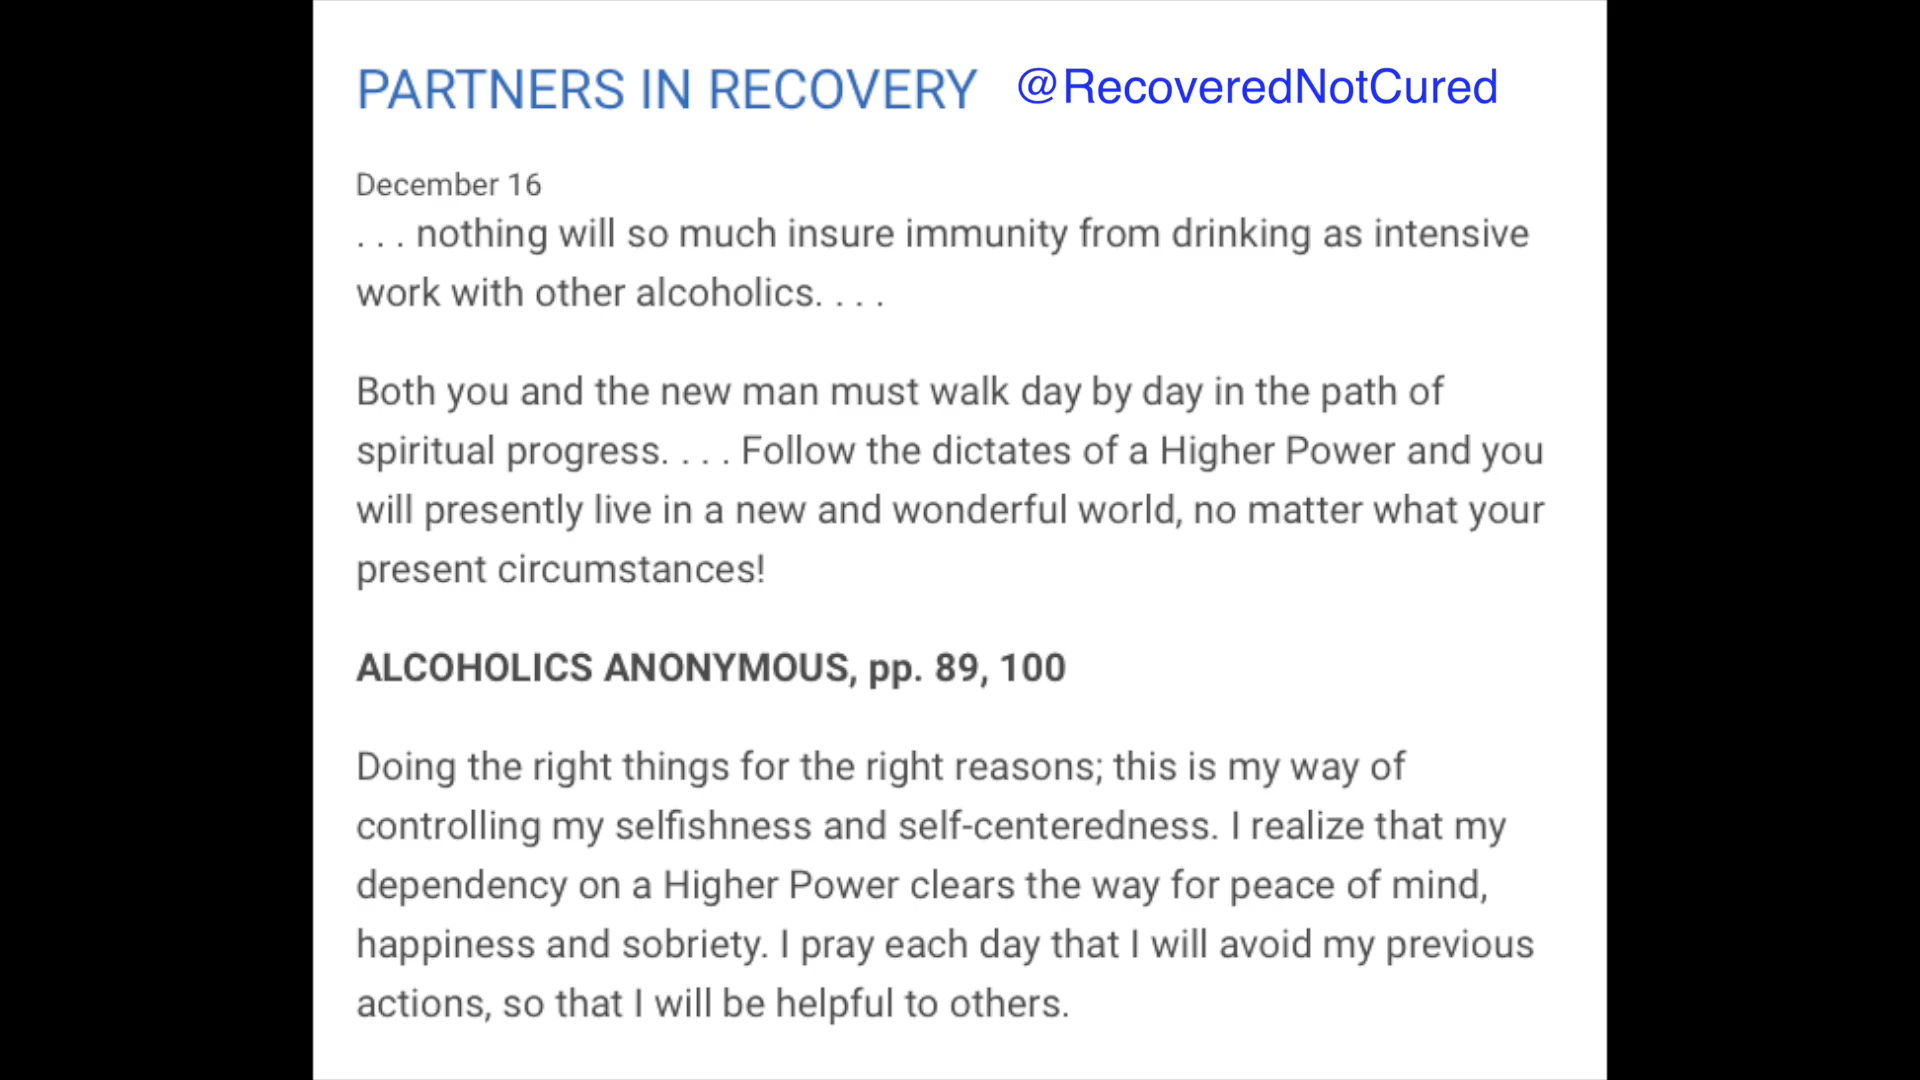 PARTNERS IN RECOVERY @RecoveredNotCured
December 16
. . . nothing will so much insure immunity from drinking as intensive
work with other alcoholics. . . .
Both you and the new man must walk day by day in the path of
spiritual progress. . . . Follow the dictates of a Higher Power and you
will presently live in a new and wonderful world, no matter what your
present circumstances!
ALCOHOLICS ANONYMOUS, pp. 89, 100
Doing the right things for the right reasons; this is my way of
controlling my selfishness and self-centeredness. I realize that my
dependency on a Higher Power clears the way for peace of mind,
happiness and sobriety. I pray each day that I will avoid my previous
actions, so that I will be helpful to others.